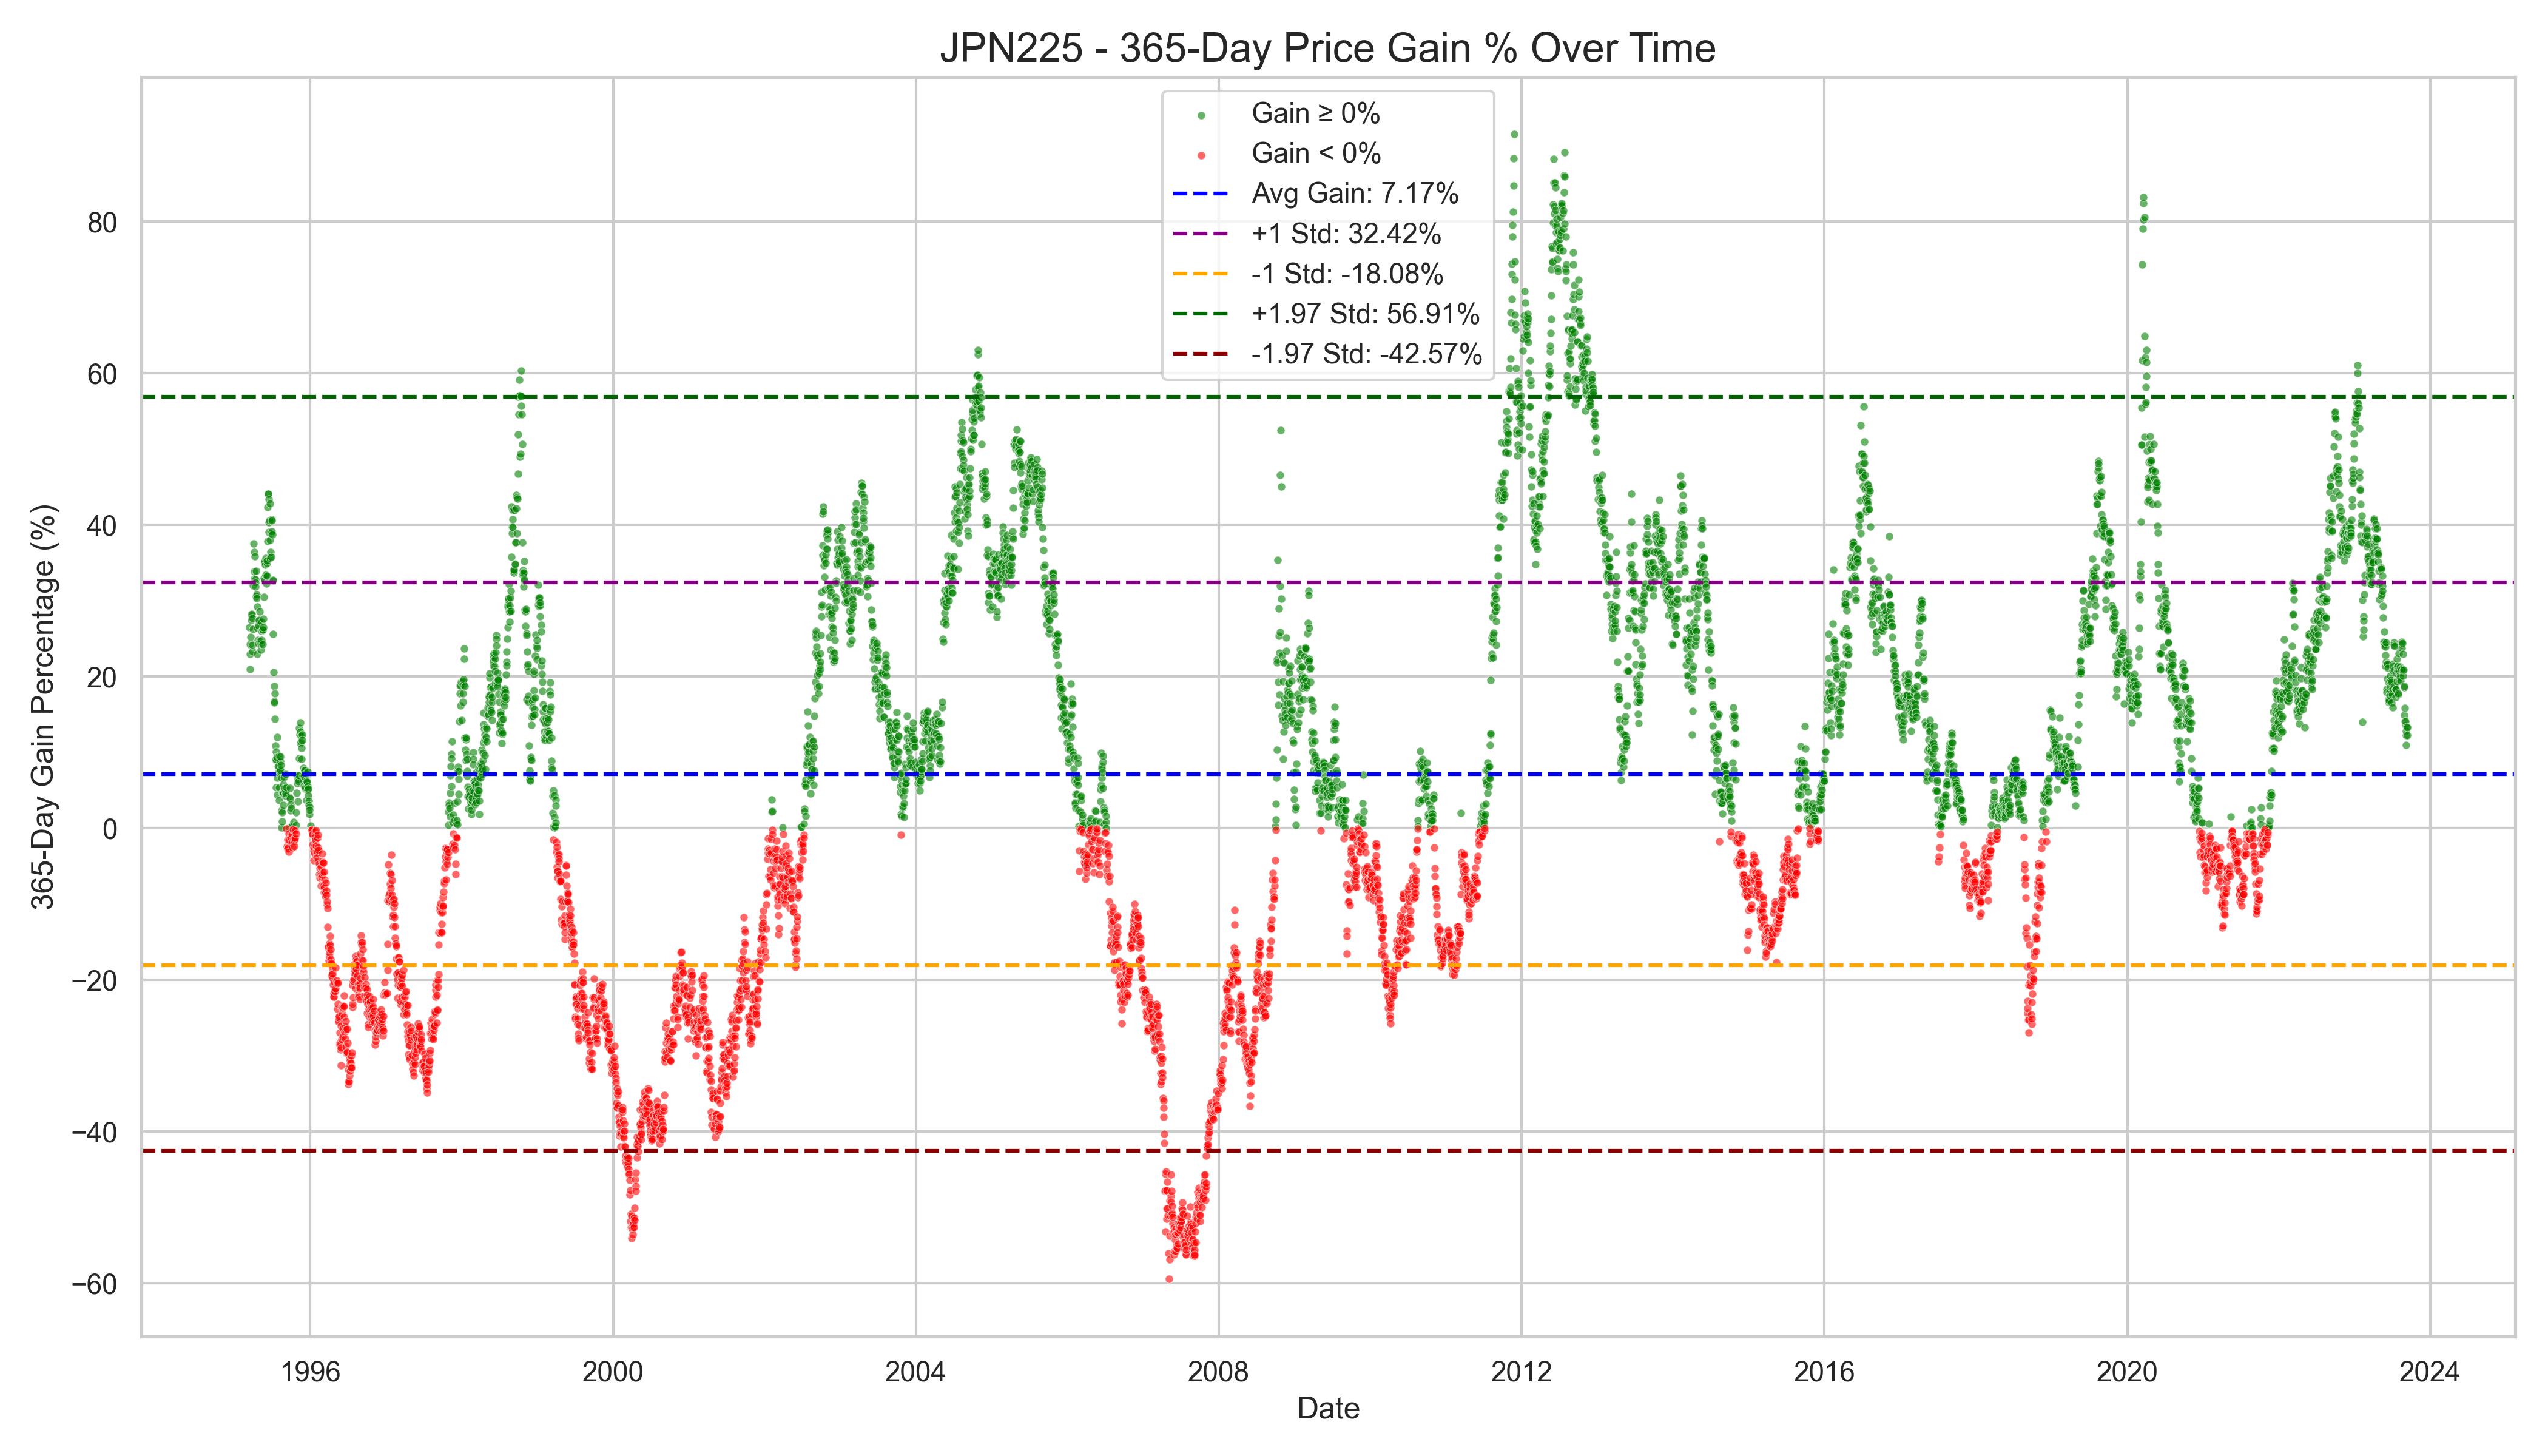 JPN225 - 365-Day Price Gain % Over Time
Gain ≥ 0%
Gain < 0%
Avg Gain: 7.17%
+1 Std: 32.42%
-1 Std: -18.08%
+1.97 Std: 56.91%
-1.97 Std: -42.57%
365-Day Gain Percentage (%)
80
60
40
20
0
−20
−40
−60
1996 2000 2004 2008 2012 2016 2020 2024
Date